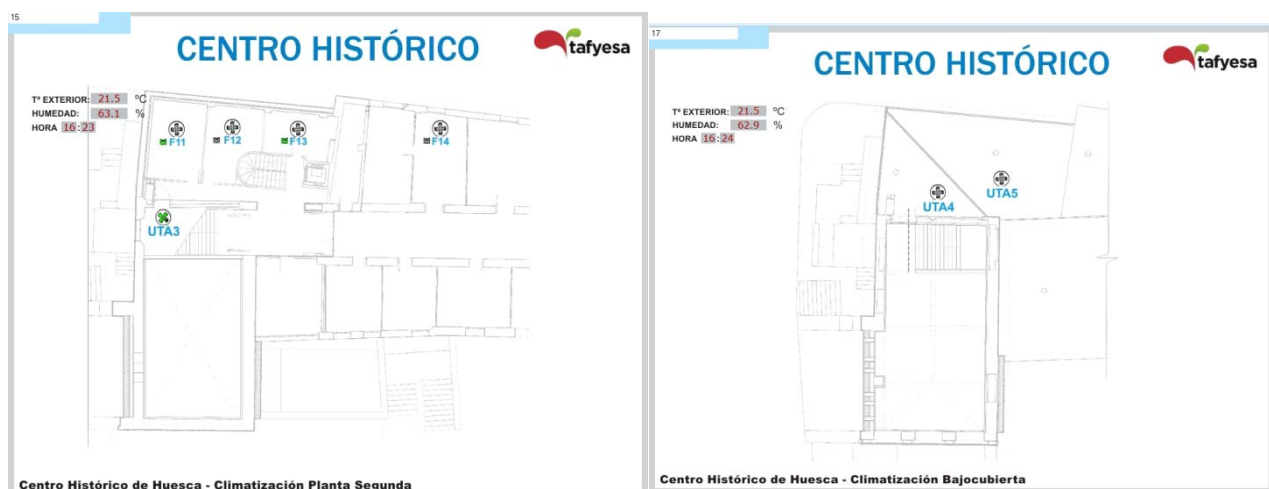 15
CENTRO HISTÓRICO
tafyesa
Tª EXTERIOR: 21.5 ºC
HUMEDAD: 63.1 %
HORA 16:23
F11
F12
F13
F14
UTA3
Centro Histórico de Huesca - Climatización Planta Segunda
17
CENTRO HISTÓRICO
tafyesa
Tª EXTERIOR: 21.5 ºC
HUMEDAD: 62.9 %
HORA 16:24
UTA4
UTA5
Centro Histórico de Huesca - Climatización Bajocubierta